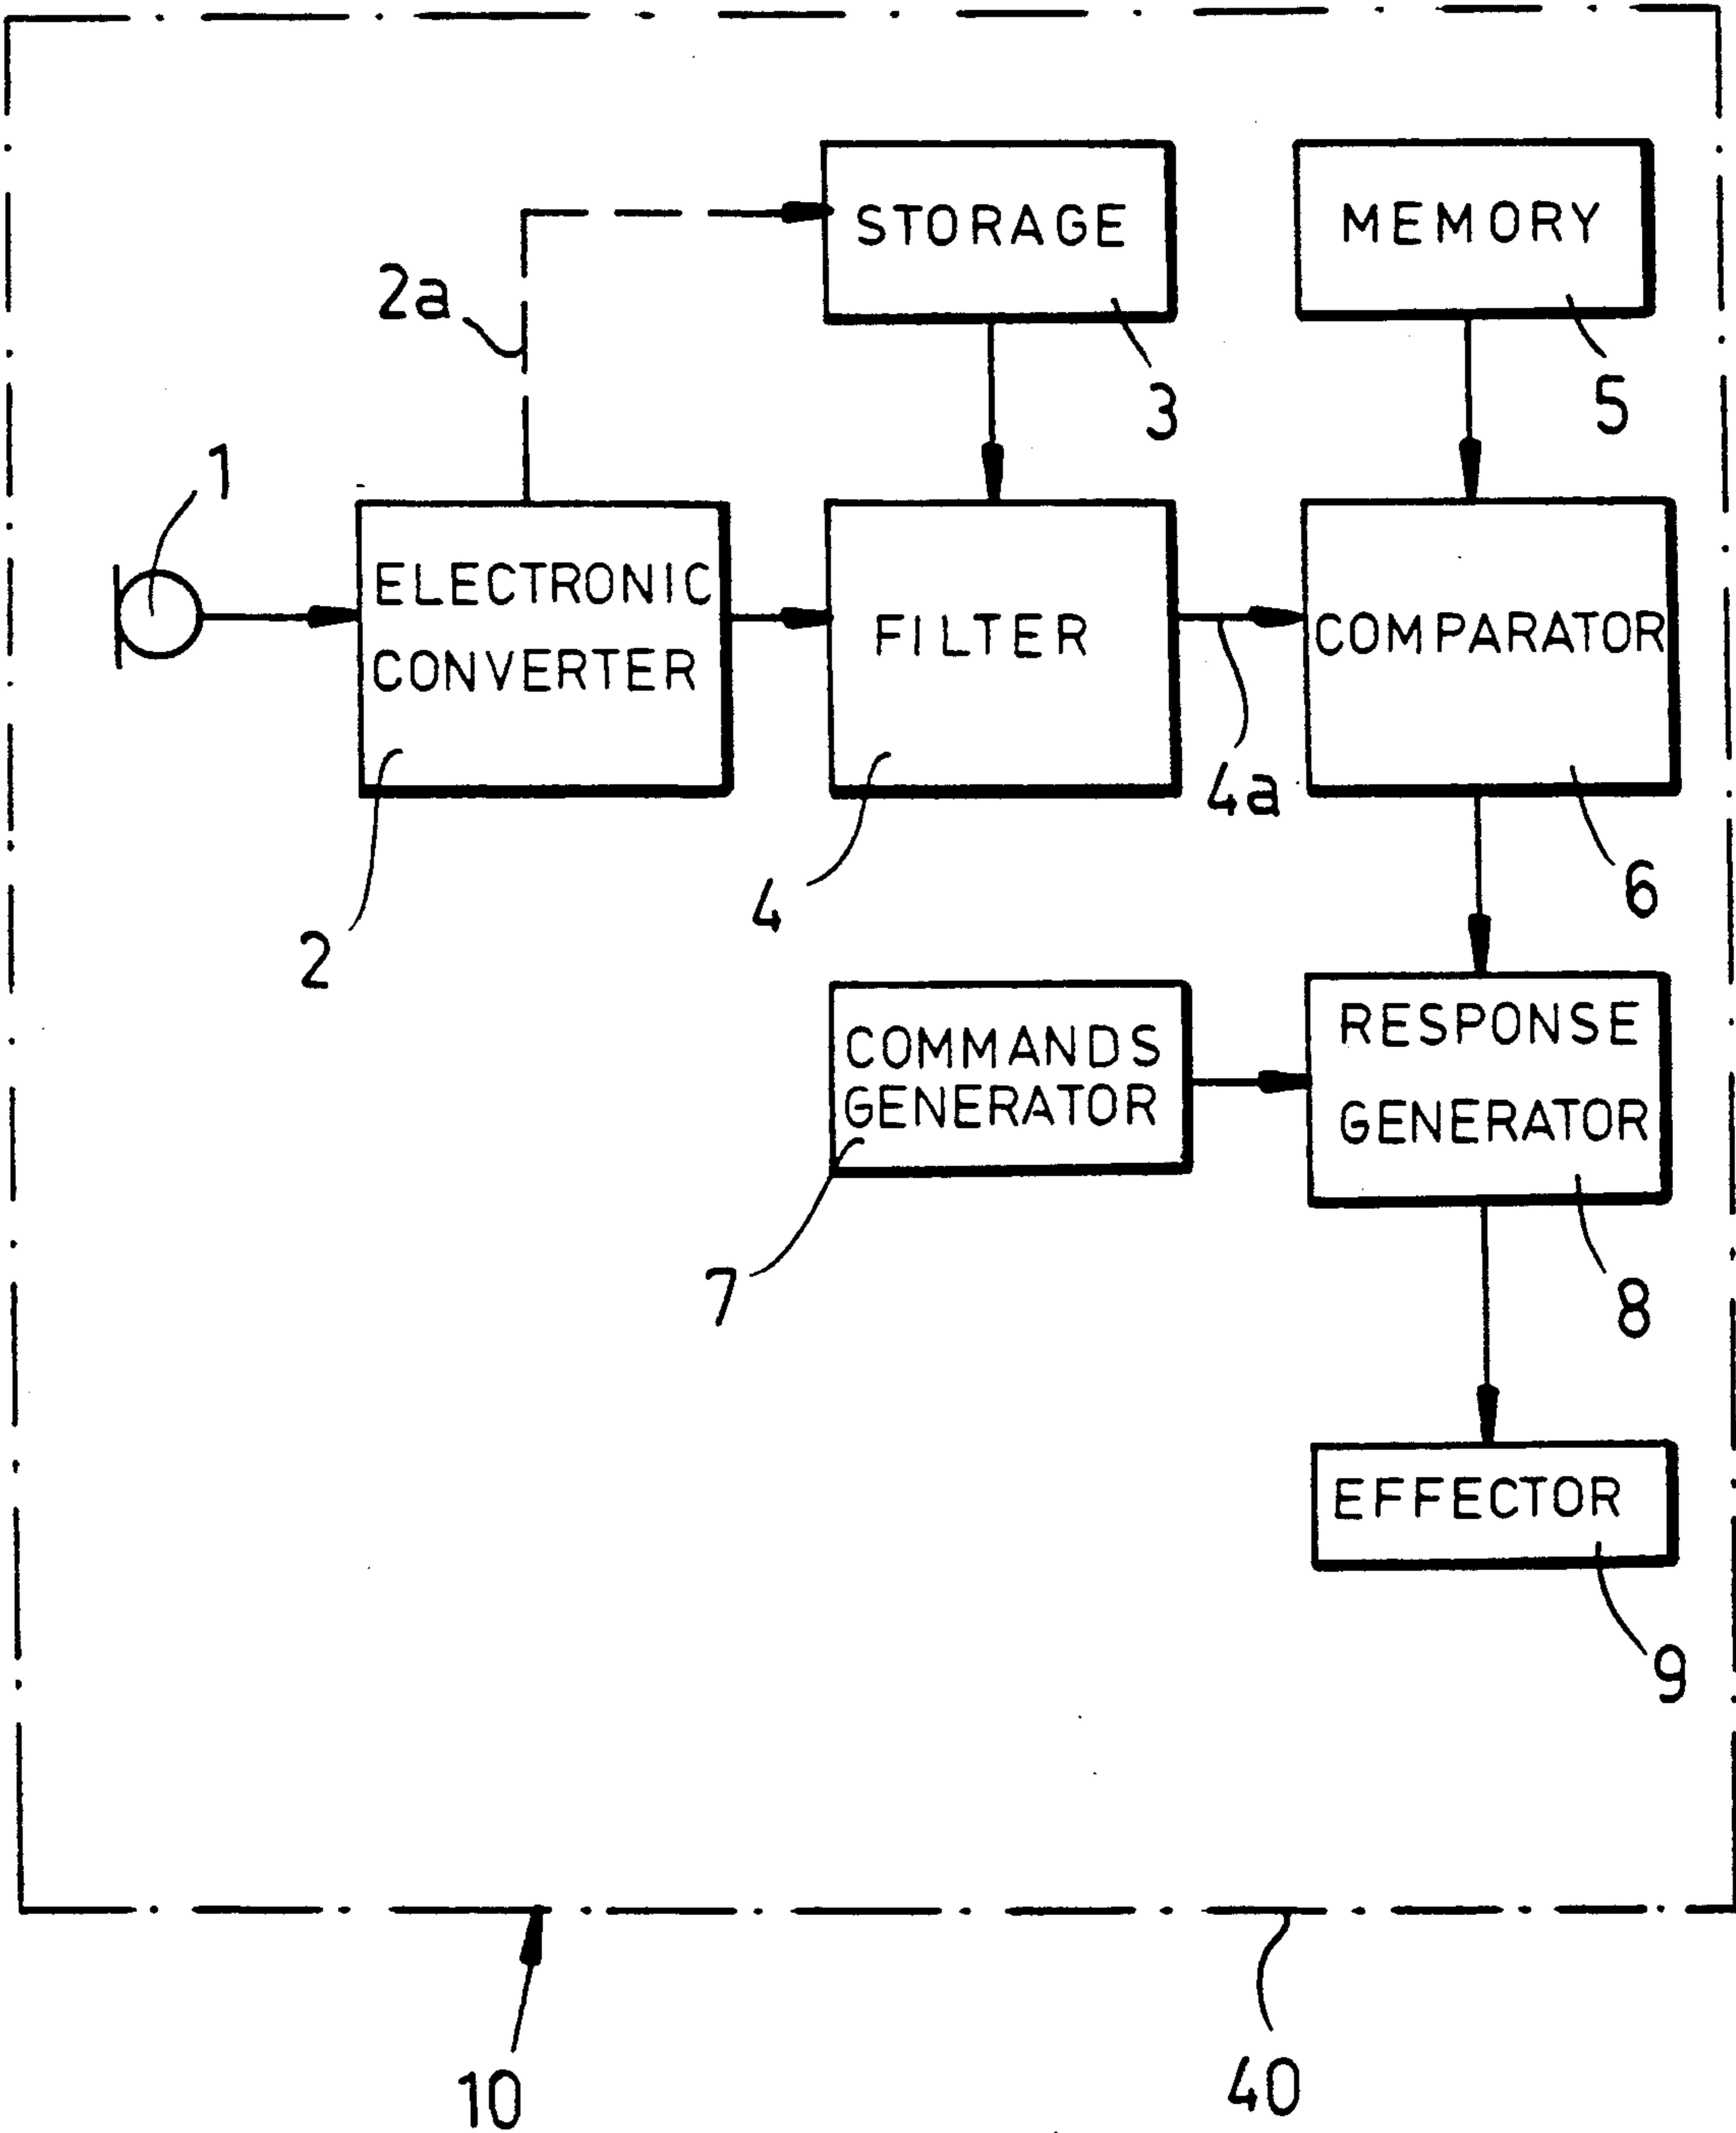 STORAGE
MEMORY
2a
3
5
1
ELECTRONIC
CONVERTER
FILTER
COMPARATOR
4a
2
4
6
COMMANDS
GENERATOR
RESPONSE
GENERATOR
7
8
EFFECTOR
9
10
40